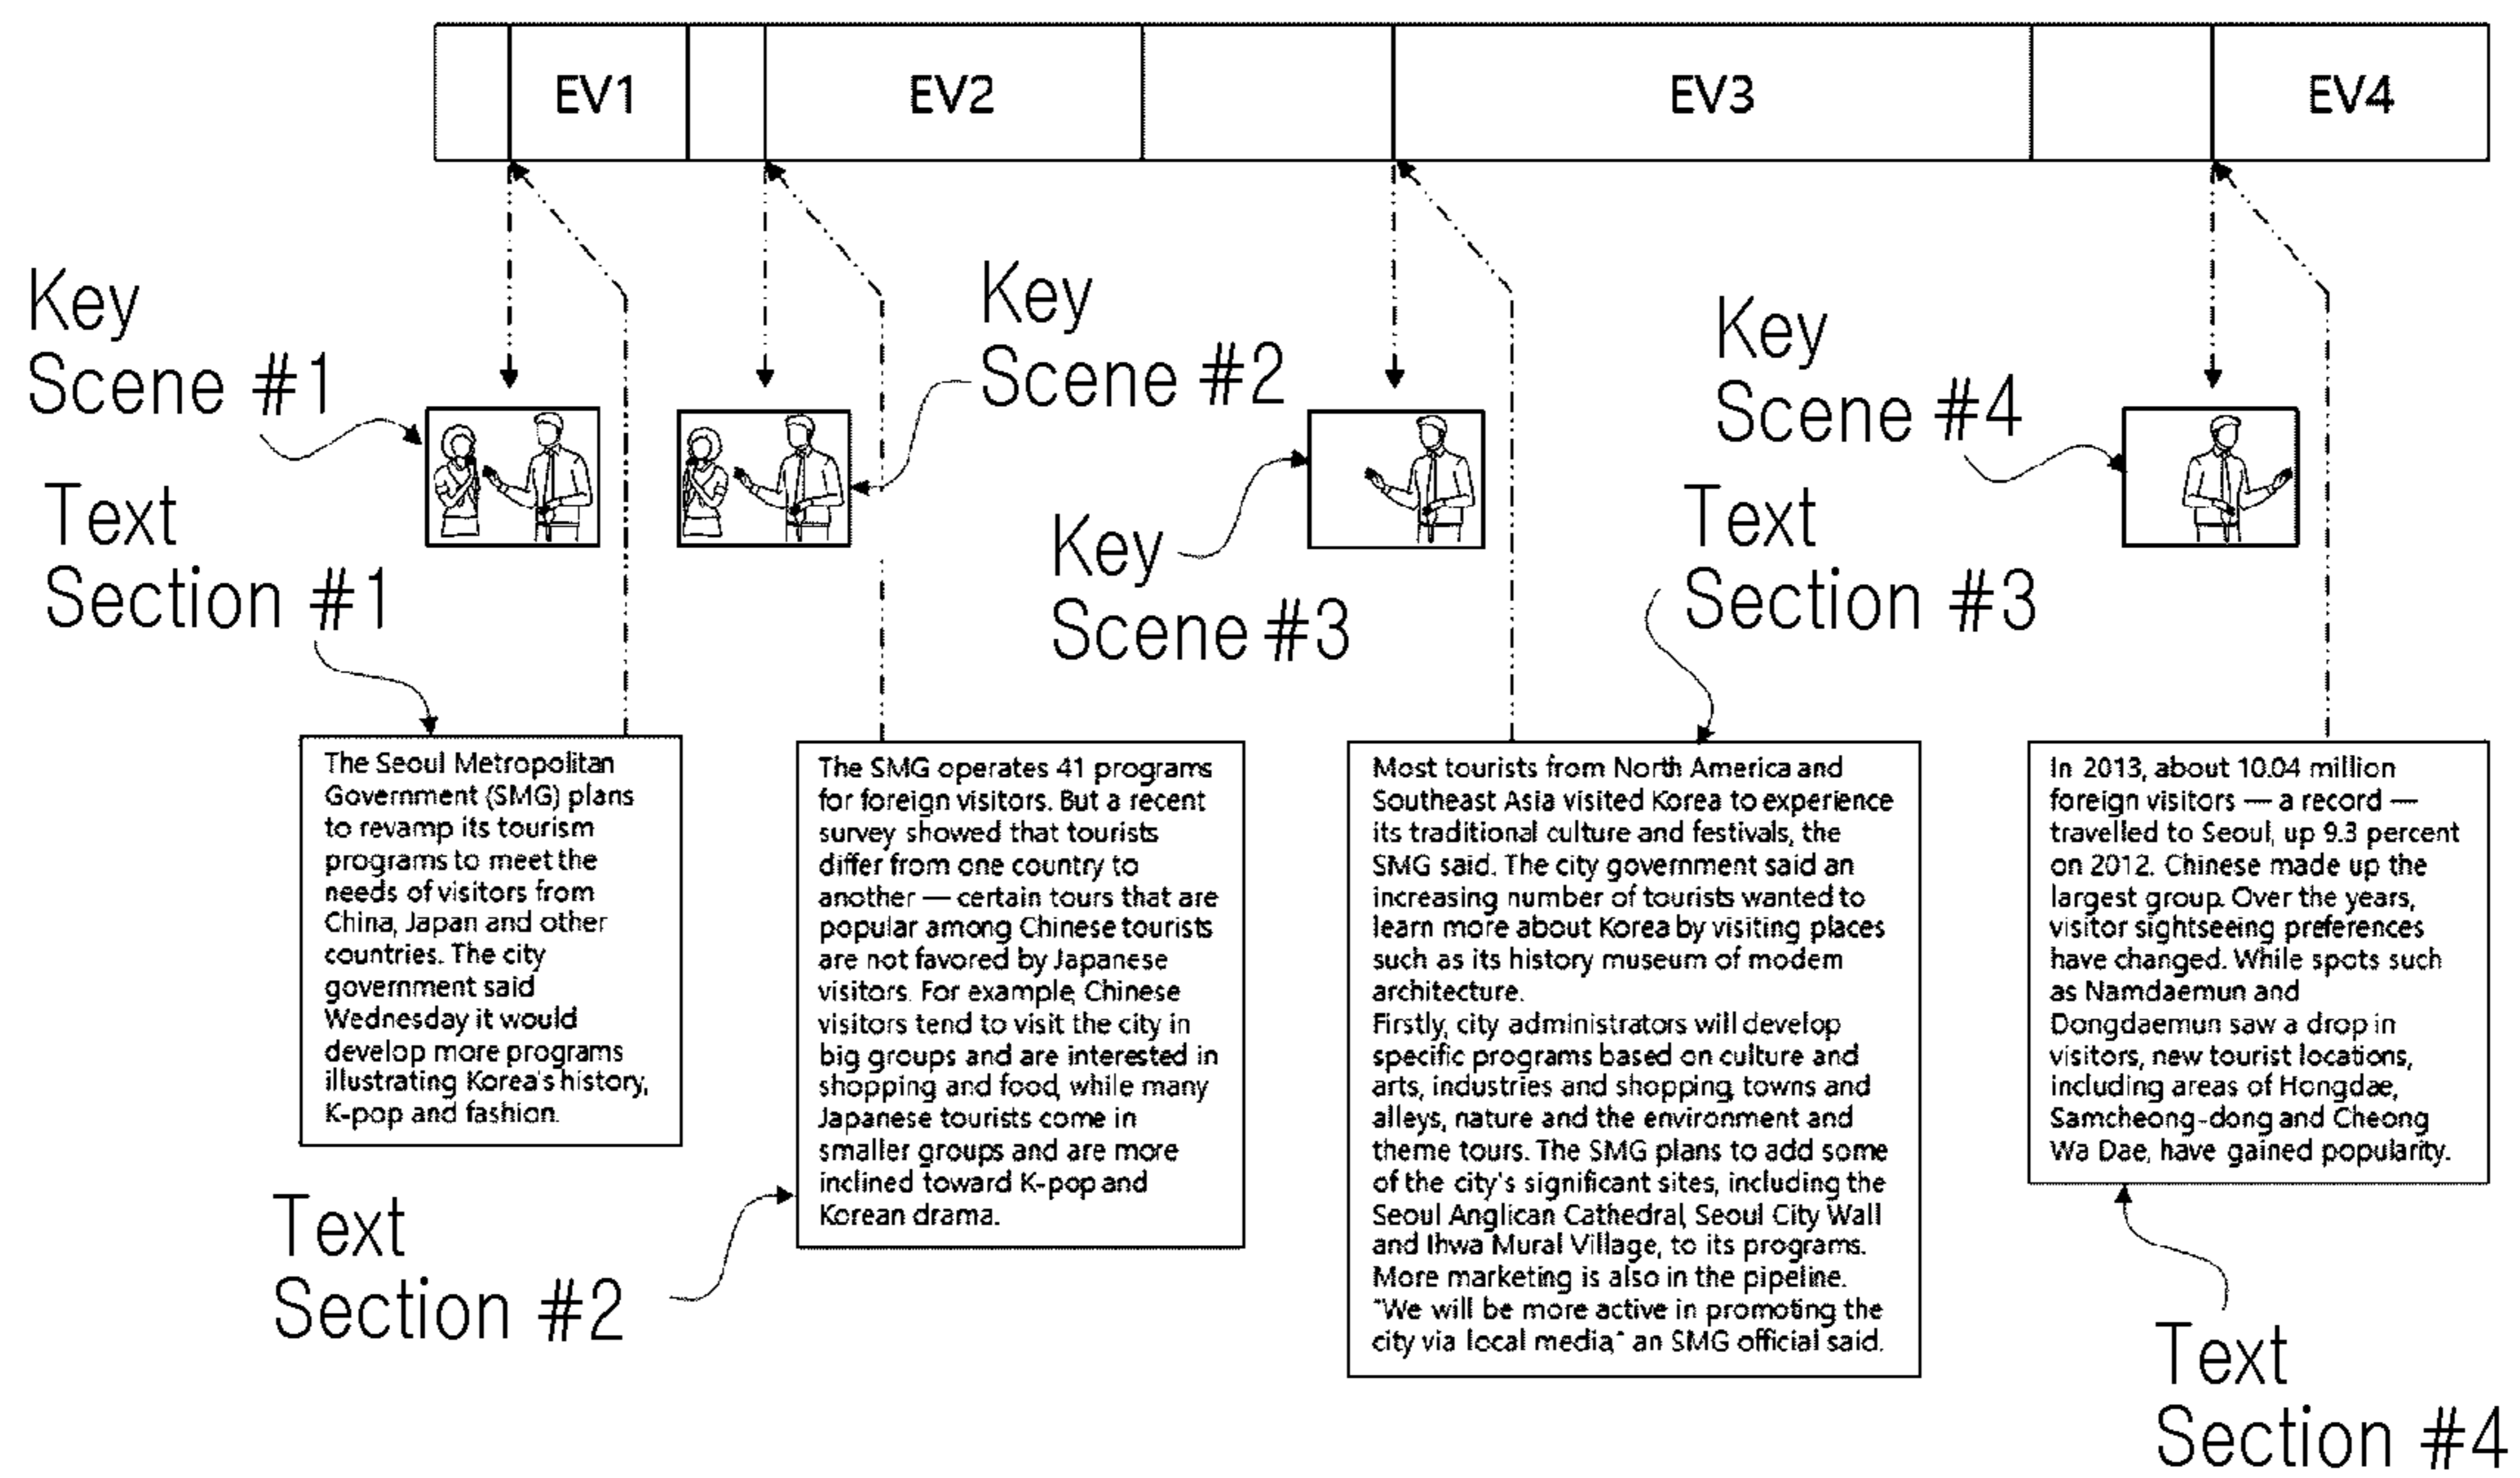 EV1
EV2
EV3
EV4
Key
Scene #1
Key
Scene #2
Key
Scene #3
Key
Scene #4
Text
Section #1
Text
Section #3
The Seoul Metropolitan
Government (SMG) plans
to revamp its tourism
programs to meet the
needs of visitors from
China, Japan and other
countries. The city
government said
Wednesday it would
develop more programs
illustrating Korea's history,
K-pop and fashion.
The SMG operates 41 programs
for foreign visitors. But a recent
survey showed that tourists
differ from one country to
another — certain tours that are
popular among Chinese tourists
are not favored by Japanese
visitors. For example, Chinese
visitors tend to visit the city in
big groups and are interested in
shopping and food, while many
Japanese tourists come in
smaller groups and are more
inclined toward K-pop and
Korean drama.
Most tourists from North America and
Southeast Asia visited Korea to experience
its traditional culture and festivals, the
SMG said. The city government said an
increasing number of tourists wanted to
learn more about Korea by visiting places
such as its history museum of modern
architecture.
Firstly, city administrators will develop
specific programs based on culture and
arts, industries and shopping, towns and
alleys, nature and the environment and
theme tours. The SMG plans to add some
of the city's significant sites, including the
Seoul Anglican Cathedral, Seoul City Wall
and Ihwa Mural Village, to its programs.
More marketing is also in the pipeline.
"We will be more active in promoting the
city via local media," an SMG official said.
In 2013, about 10.04 million
foreign visitors — a record —
travelled to Seoul, up 9.3 percent
on 2012. Chinese made up the
largest group. Over the years,
visitor sightseeing preferences
have changed. While spots such
as Namdaemun and
Dongdaemun saw a drop in
visitors, new tourist locations,
including areas of Hongdae,
Samcheong-dong and Cheong
Wa Dae, have gained popularity.
Text
Section #2
Text
Section #4